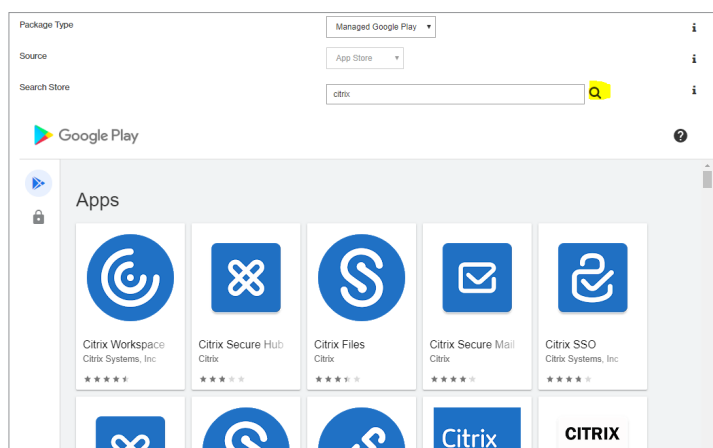 Package Type
Managed Google Play
Source
App Store
Search Store
citrix
Google Play
Apps
Citrix Workspace
Citrix Systems, Inc
Citrix Secure Hub
Citrix
Citrix Files
Citrix
Citrix Secure Mail
Citrix
Citrix SSO
Citrix Systems, Inc
Citrix
CITRIX